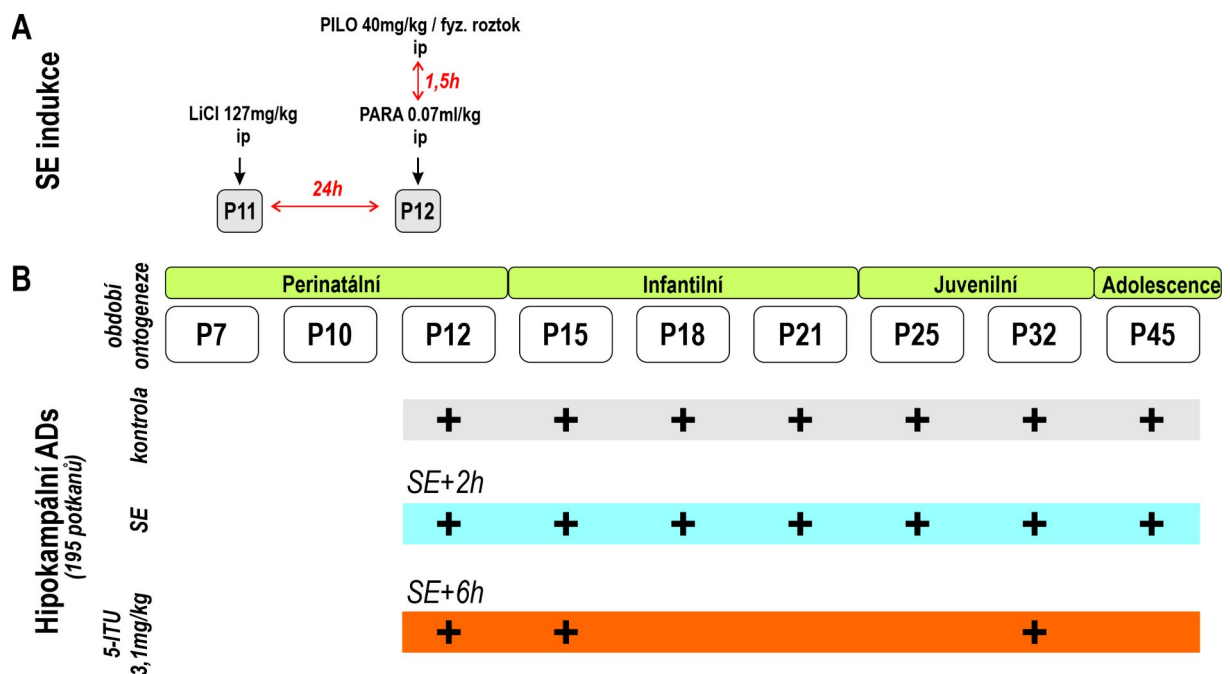 A
SE indukce
PILO 40mg/kg / fyz. roztok
ip
1,5h
LiCl 127mg/kg
ip
PARA 0.07ml/kg
ip
24h
P11
P12
B
období
ontogeneze
Perinatální
Infantilní
Juvenilní
Adolescence
P7
P10
P12
P15
P18
P21
P25
P32
P45
Hipokampální ADs
(195 potkanů)
kontrola
+ + + + + + +
SE+2h
SE
+ + + + + + +
SE+6h
5-ITU
3,1mg/kg
+ + +